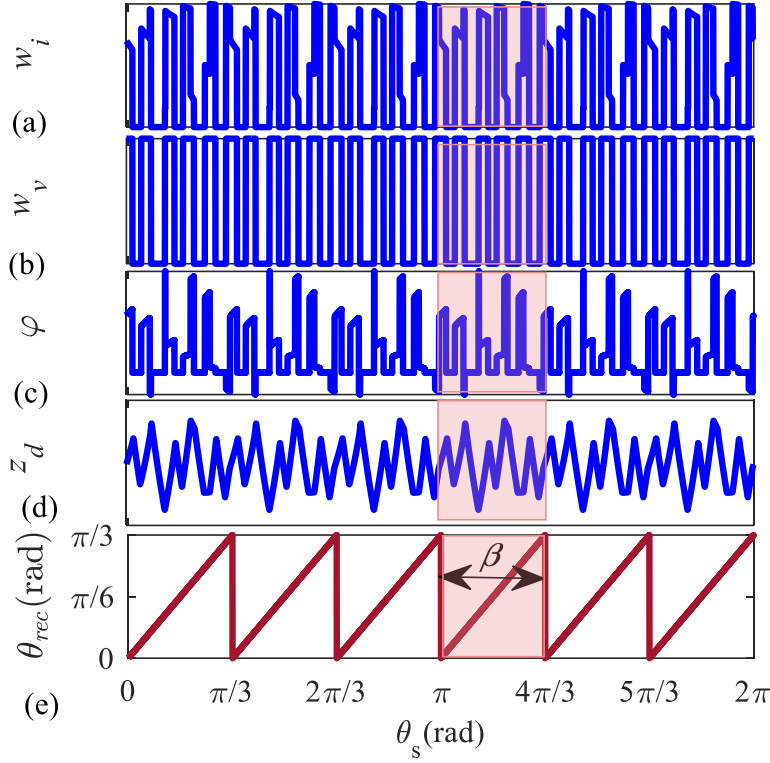 w_i
(a)
w_v
(b)
φ
(c)
z_d
(d)
π/3
π/6
0
θ_rec(rad)
β
(e)
0 π/3 2π/3 π 4π/3 5π/3 2π
θ_s(rad)